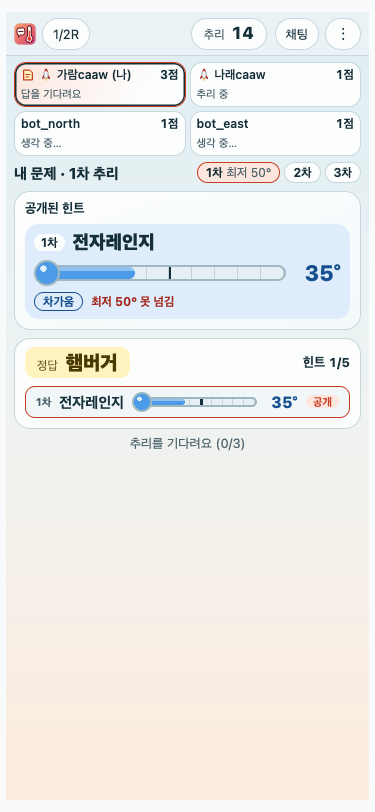 1/2R
추리 14
채팅
가람caaw (나) 3점
답을 기다려요
나래caaw 1점
추리 중
bot_north 1점
생각 중...
bot_east 1점
생각 중...
내 문제 · 1차 추리
1차 최저 50°
2차
3차
공개된 힌트
1차 전자레인지
35°
차가움 최저 50° 못 넘김
정답 햄버거
힌트 1/5
1차 전자레인지 35° 공개
추리를 기다려요 (0/3)